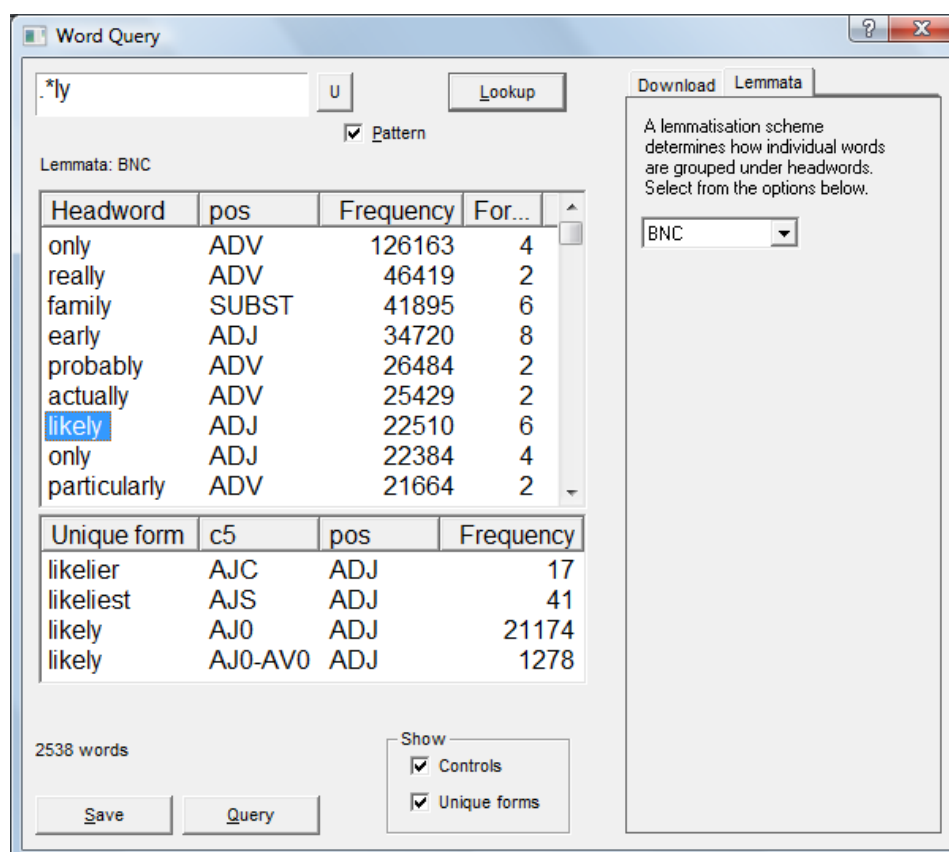 Word Query
.*ly
U
Lookup
Pattern
Lemmata: BNC
Headword pos Frequency For...
only ADV 126163 4
really ADV 46419 2
family SUBST 41895 6
early ADJ 34720 8
probably ADV 26484 2
actually ADV 25429 2
likely ADJ 22510 6
only ADJ 22384 4
particularly ADV 21664 2
Unique form c5 pos Frequency
likelier AJC ADJ 17
likeliest AJS ADJ 41
likely AJ0 ADJ 21174
likely AJ0-AV0 ADJ 1278
2538 words
Show
Controls
Unique forms
Save Query
Download Lemmata
A lemmatisation scheme
determines how individual words
are grouped under headwords.
Select from the options below.
BNC